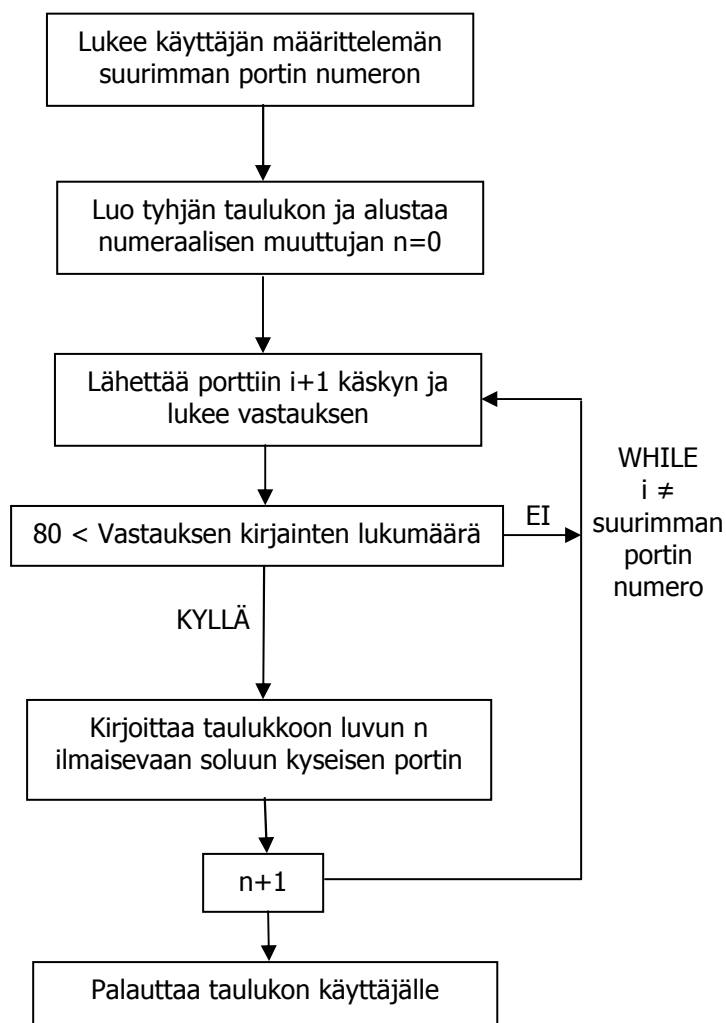 Lukee käyttäjän määrittelemän
suurimman portin numeron
Luo tyhjän taulukon ja alustaa
numeraalisen muuttujan n=0
Lähettää porttiin i+1 käskyn ja
lukee vastauksen
80 < Vastauksen kirjainten lukumäärä
EI
WHILE
i ≠
suurimman
portin
numero
KYLLÄ
Kirjoittaa taulukkoon luvun n
ilmaisevaan soluun kyseisen portin
n+1
Palauttaa taulukon käyttäjälle